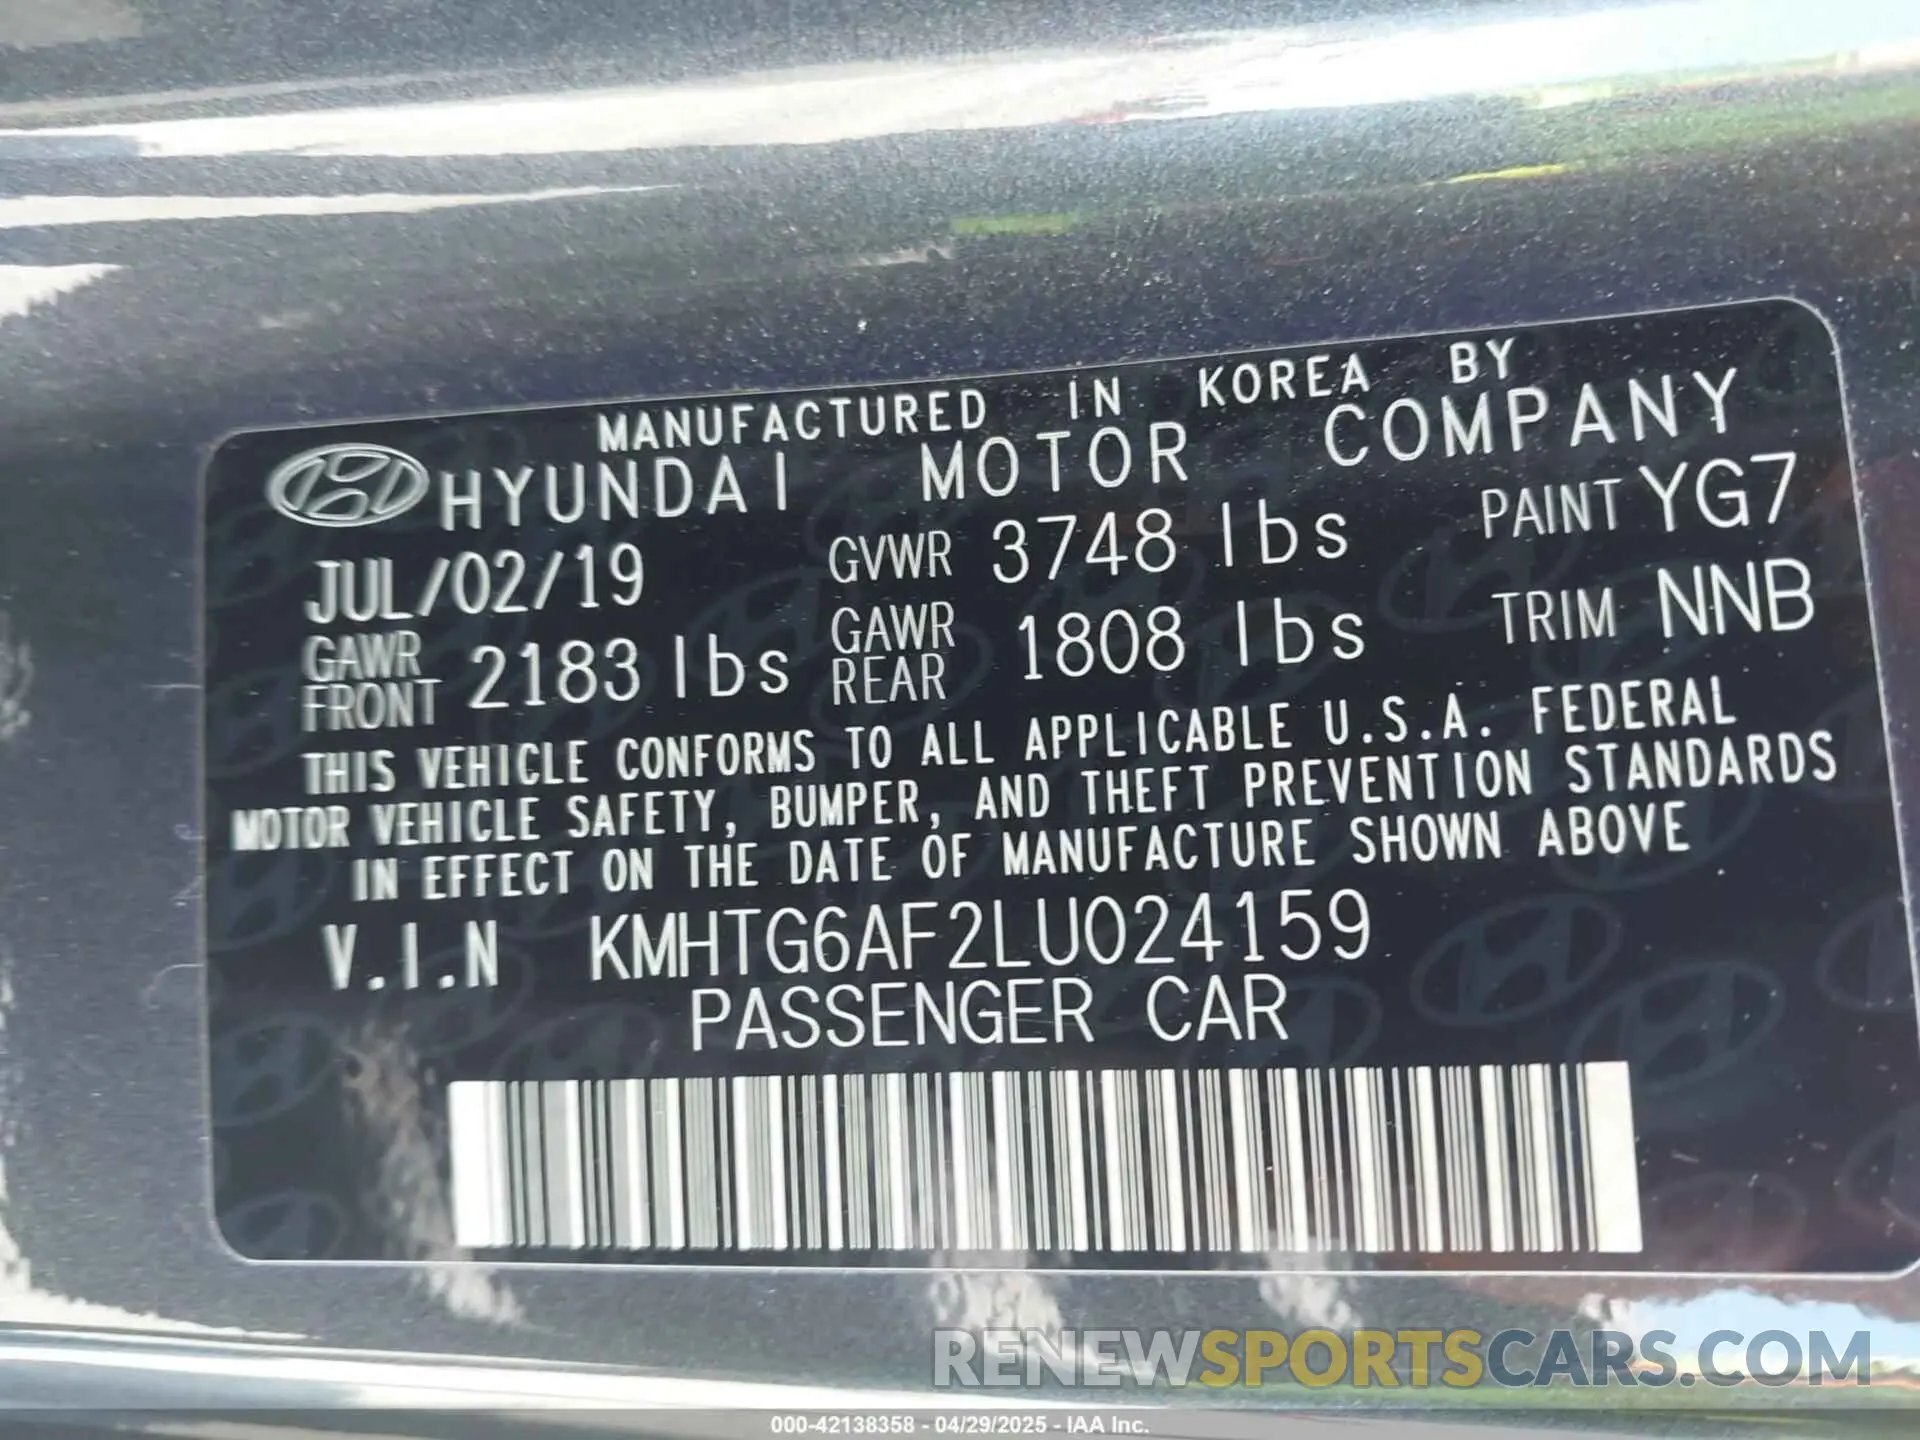 MANUFACTURED IN KOREA BY
HYUNDAI MOTOR COMPANY
JUL/02/19 GVWR 3748 lbs PAINT YG7
GAWR FRONT 2183 lbs GAWR REAR 1808 lbs TRIM NNB
THIS VEHICLE CONFORMS TO ALL APPLICABLE U.S.A. FEDERAL
MOTOR VEHICLE SAFETY, BUMPER, AND THEFT PREVENTION STANDARDS
IN EFFECT ON THE DATE OF MANUFACTURE SHOWN ABOVE
V.I.N KMHTG6AF2LU024159
PASSENGER CAR
RENEWSPORTSCARS.COM
000-42138358 - 04/29/2025 - IAA Inc.